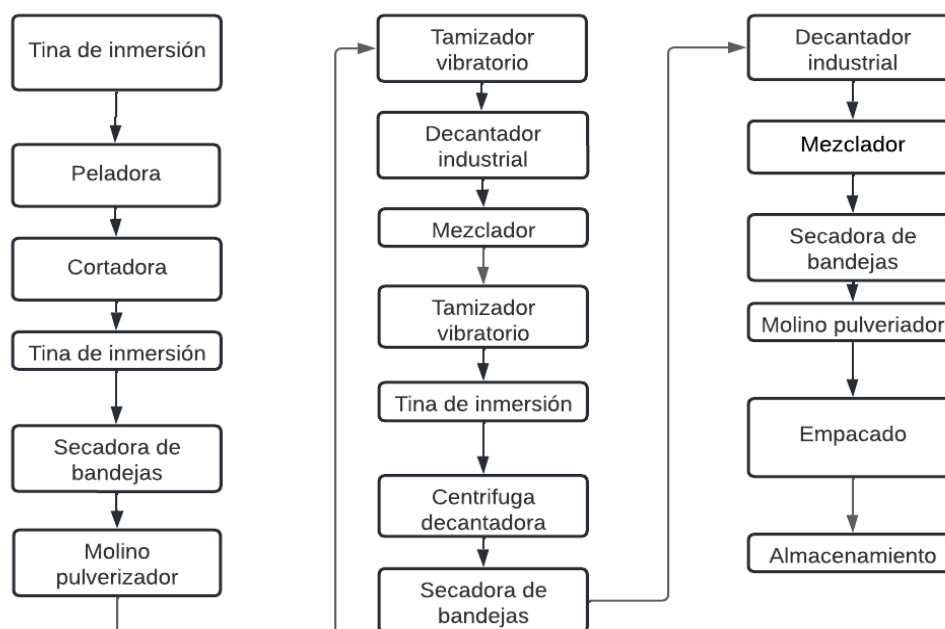 Tina de inmersión
Peladora
Cortadora
Tina de inmersión
Secadora de
bandejas
Molino
pulverizador
Tamizador
vibratorio
Decantador
industrial
Mezclador
Tamizador
vibratorio
Tina de inmersión
Centrifuga
decantadora
Secadora de
bandejas
Decantador
industrial
Mezclador
Secadora de
bandejas
Molino pulveriador
Empacado
Almacenamiento